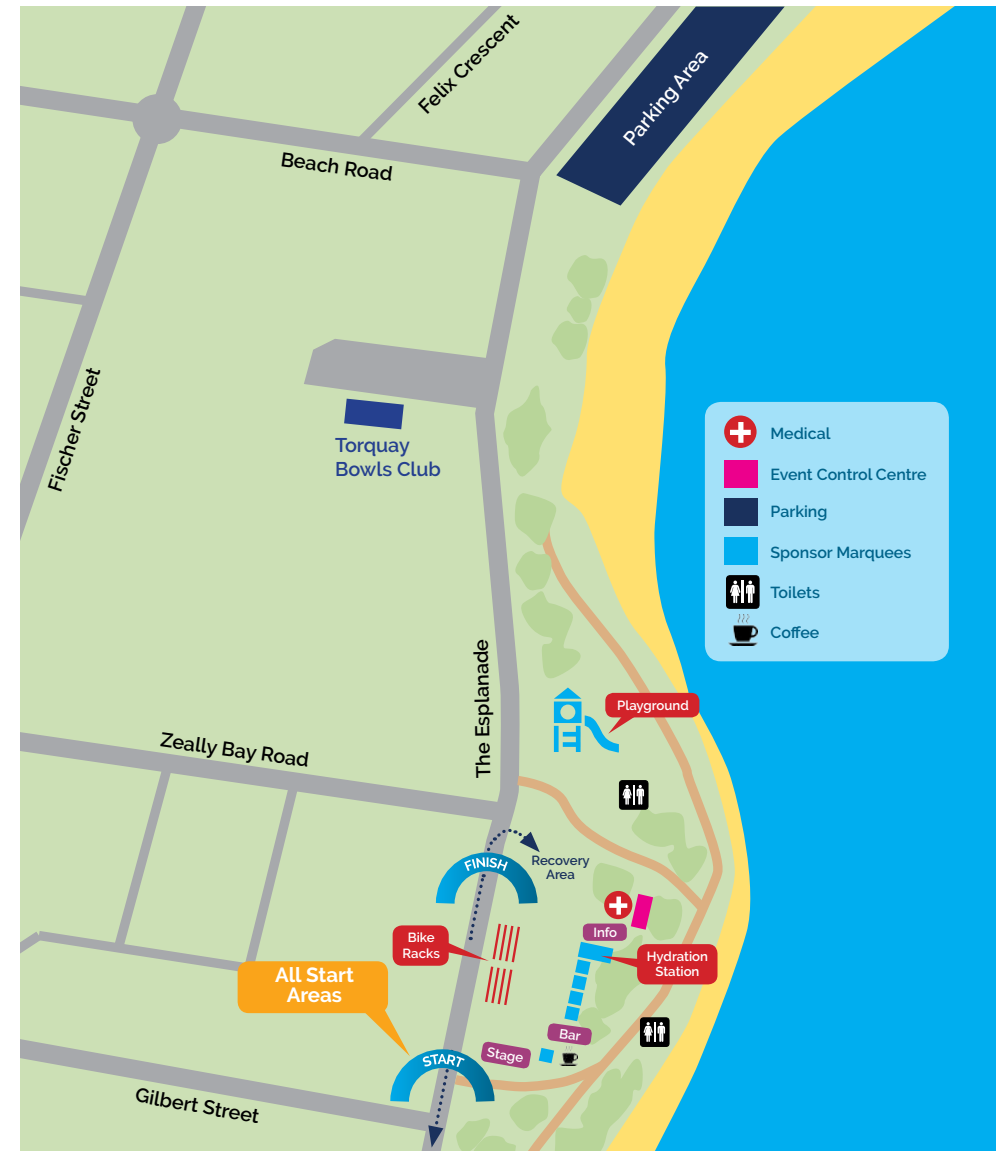 Felix Crescent
Parking Area
Beach Road
Fischer Street
Torquay
Bowls Club
Medical
Event Control Centre
Parking
Sponsor Marquees
Toilets
Coffee
The Esplanade
Playground
Zeally Bay Road
FINISH
Recovery
Area
Info
Bike
Racks
Hydration
Station
All Start
Areas
Bar
Stage
START
Gilbert Street